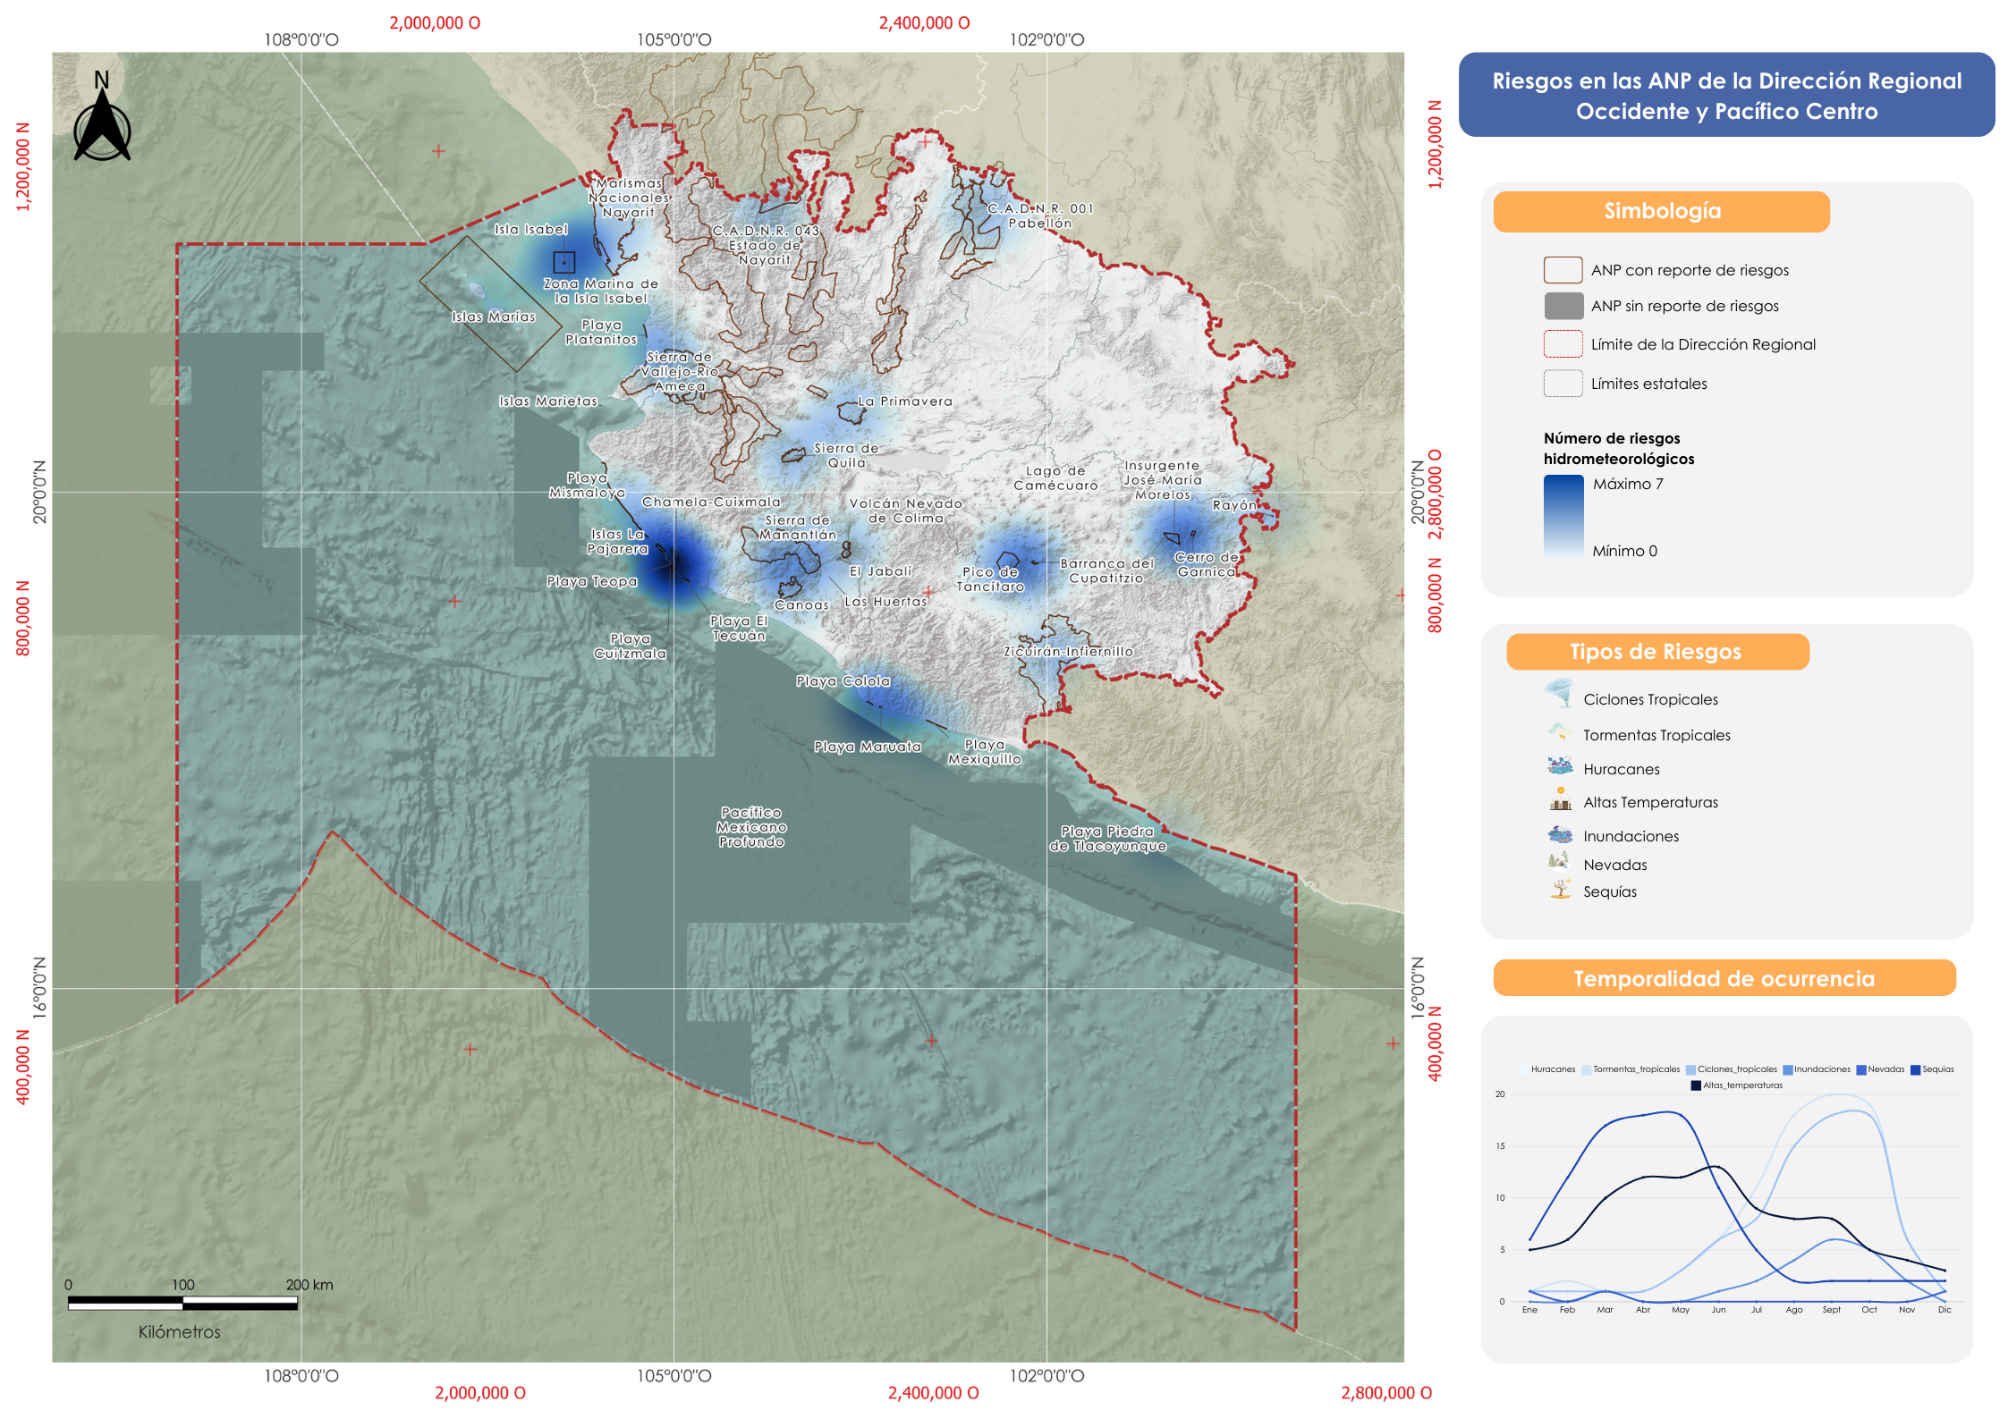 2,000,000 O
2,400,000 O
108°0'0"O
105°0'0"O
102°0'0"O
1,200,000 N
20°0'0"N
800,000 N
16°0'0"N
400,000 N
N
Marismas
Nacionales
Nayarit
Isla Isabel
Zona Marina de
la Isla Isabel
Islas Marías
Playa
Platanitos
C.A.D.N.R. 043
Estado de
Nayarit
C.A.D.N.R. 001
Pabellón
Sierra de
Vallejo-Río
Ameca
Islas Marietas
La Primavera
Sierra de
Quila
Playa
Mismaloya
Chamela-Cuixmala
Lago de
Camécuaro
Insurgente
José María
Morelos
Rayón
Volcán Nevado
de Colima
Sierra de
Manantlán
Islas La
Pajarera
Playa Teopa
El Jabalí
Pico de
Tancítaro
Barranca del
Cupatitzio
Cerro de
Garnica
Canoas
Las Huertas
Playa El
Tecuán
Playa
Cuitzmala
Zicuirán-Infiernillo
Playa Colola
Playa Maruata
Playa
Mexiquillo
Pacífico
Mexicano
Profundo
Playa Piedra
de Tlacoyunque
0 100 200 km
Kilómetros
108°0'0"O
105°0'0"O
102°0'0"O
2,000,000 O
2,400,000 O
2,800,000 O
1,200,000 N
2,800,000 O
20°0'0"N
800,000 N
16°0'0"N
400,000 N
Riesgos en las ANP de la Dirección Regional
Occidente y Pacífico Centro
Simbología
ANP con reporte de riesgos
ANP sin reporte de riesgos
Límite de la Dirección Regional
Límites estatales
Número de riesgos
hidrometeorológicos
Máximo 7
Mínimo 0
Tipos de Riesgos
Ciclones Tropicales
Tormentas Tropicales
Huracanes
Altas Temperaturas
Inundaciones
Nevadas
Sequías
Temporalidad de ocurrencia
Huracanes Tormentas_tropicales Ciclones_tropicales Inundaciones Nevadas Sequias
Altas_temperaturas
20
15
10
5
0
Ene Feb Mar Abr May Jun Jul Ago Sept Oct Nov Dic